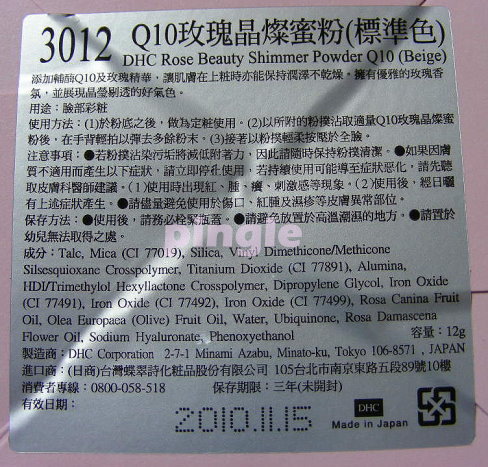 3012 Q10玫瑰晶燦蜜粉(標準色)
DHC Rose Beauty Shimmer Powder Q10 (Beige)
添加輔酶Q10及玫瑰精華，讓肌膚在上粧時亦能保持潤澤不乾燥。擁有優雅的玫瑰香
氛，並展現晶瑩剔透的好氣色。
用途：臉部彩粧
使用方法：(1)於粉底之後，做為定粧使用。(2)以所附的粉撲沾取適量Q10玫瑰晶燦蜜
粉後，在手背輕拍以彈去多餘粉末。(3)接著以粉撲輕柔按壓於全臉。
注意事項：●若粉撲沾染污垢將減低附著力，因此請隨時保持粉撲清潔。●如果因膚
質不適用而產生以下症狀，請立即停止使用，若持續使用可能導致症狀惡化，請先聽
取皮膚科醫師建議。(1)使用時出現紅、腫、癢、刺激感等現象。(2)使用後，經日曬
有上述症狀產生。●請儘量避免使用於傷口、紅腫及濕疹等皮膚異常部位。
保存方法：●使用後，請務必栓緊瓶蓋。●請避免放置於高溫潮濕的地方。●請置於
幼兒無法取得之處。
pingle
成分：Talc, Mica (CI 77019), Silica, Vinyl Dimethicone/Methicone
Silsesquioxane Crosspolymer, Titanium Dioxide (CI 77891), Alumina,
HDI/Trimethylol Hexyllactone Crosspolymer, Dipropylene Glycol, Iron Oxide
(CI 77491), Iron Oxide (CI 77492), Iron Oxide (CI 77499), Rosa Canina Fruit
Oil, Olea Europaea (Olive) Fruit Oil, Water, Ubiquinone, Rosa Damascena
Flower Oil, Sodium Hyaluronate, Phenoxyethanol 容量：12g
製造商：DHC Corporation 2-7-1 Minami Azabu, Minato-ku, Tokyo 106-8571 , JAPAN
進口商：(日商)台灣蝶翠詩化粧品股份有限公司 105台北市南京東路五段89號10樓
消費者專線：0800-058-518 保存期限：三年(未開封)
有效日期：
2010.11.15
DHC
Made in Japan